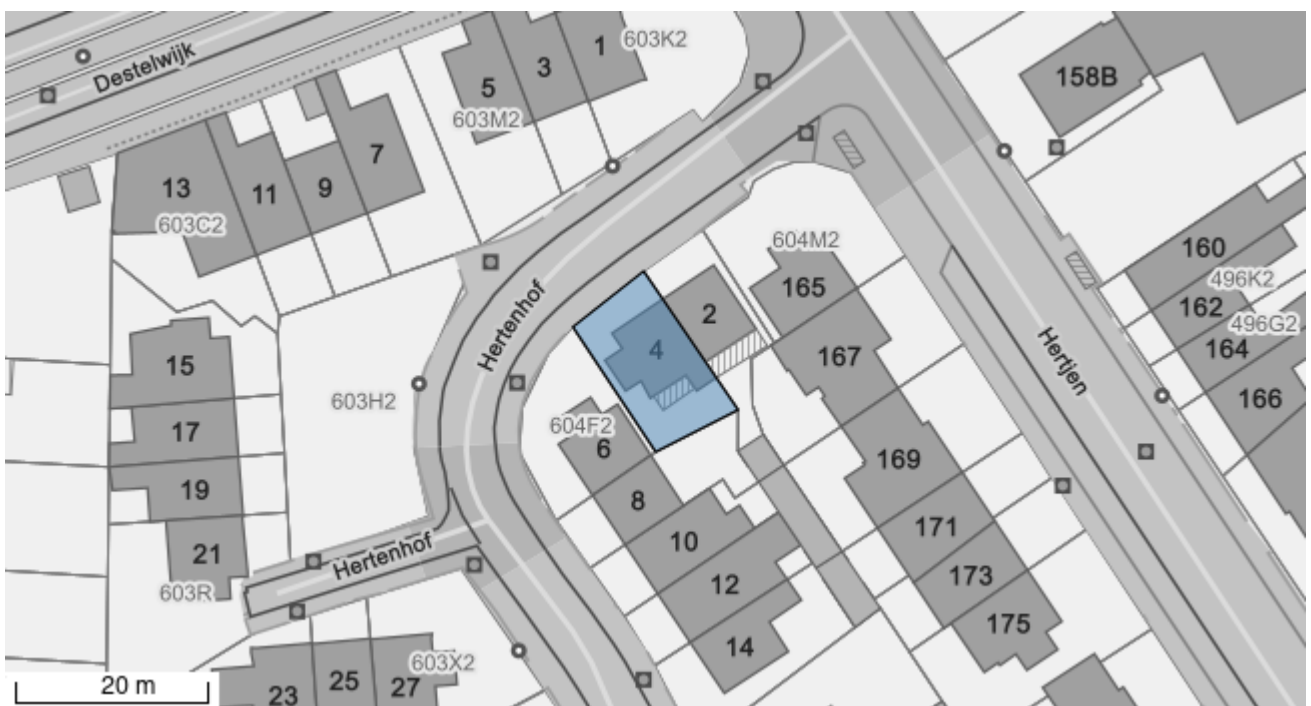 Destelwijk
5
3
1
603K2
603M2
158B
13
11
9
7
603C2
604M2
160
496K2
162
496G2
164
166
Hertenhof
2
165
4
167
Hertjen
15
603H2
17
604F2
6
169
19
8
171
21
Hertenhof
10
173
603R
12
175
14
603X2
23
25
27
20 m